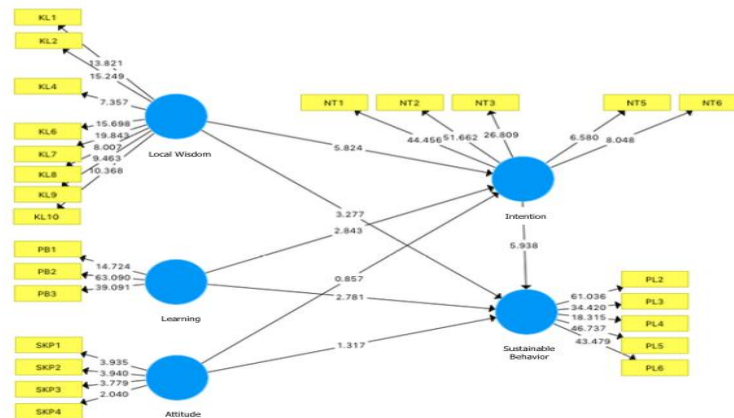 KL1
KL2
KL4
KL6
KL7
KL8
KL9
KL10
13.821
15.249
7.357
15.698
19.843
8.007
9.463
10.368
Local Wisdom
NT1
NT2
NT3
NT5
NT6
44.456
51.662
26.809
6.580
8.048
Intention
5.824
3.277
2.843
0.857
2.781
1.317
5.938
PB1
PB2
PB3
14.724
63.090
39.091
Learning
SKP1
SKP2
SKP3
SKP4
3.935
3.940
3.779
2.040
Attitude
Sustainable
Behavior
61.036
34.420
18.315
46.737
43.479
PL2
PL3
PL4
PL5
PL6